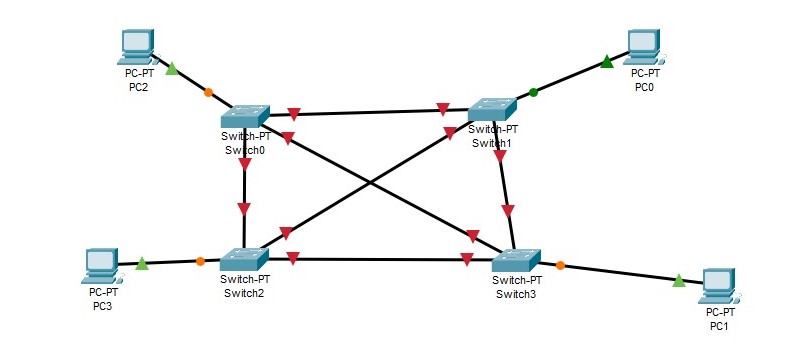 PC-PT
PC2
PC-PT
PC0
Switch-PT
Switch0
Switch-PT
Switch1
PC-PT
PC3
Switch-PT
Switch2
Switch-PT
Switch3
PC-PT
PC1